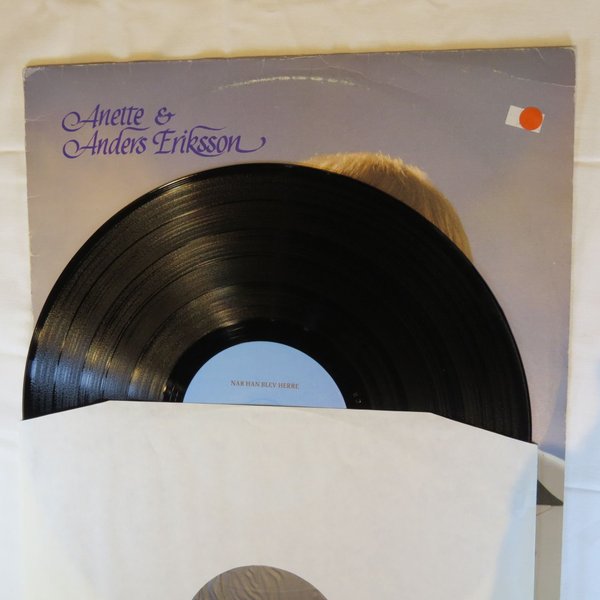 Anette &
Anders Eriksson
NÄR HAN BLEV HERRE